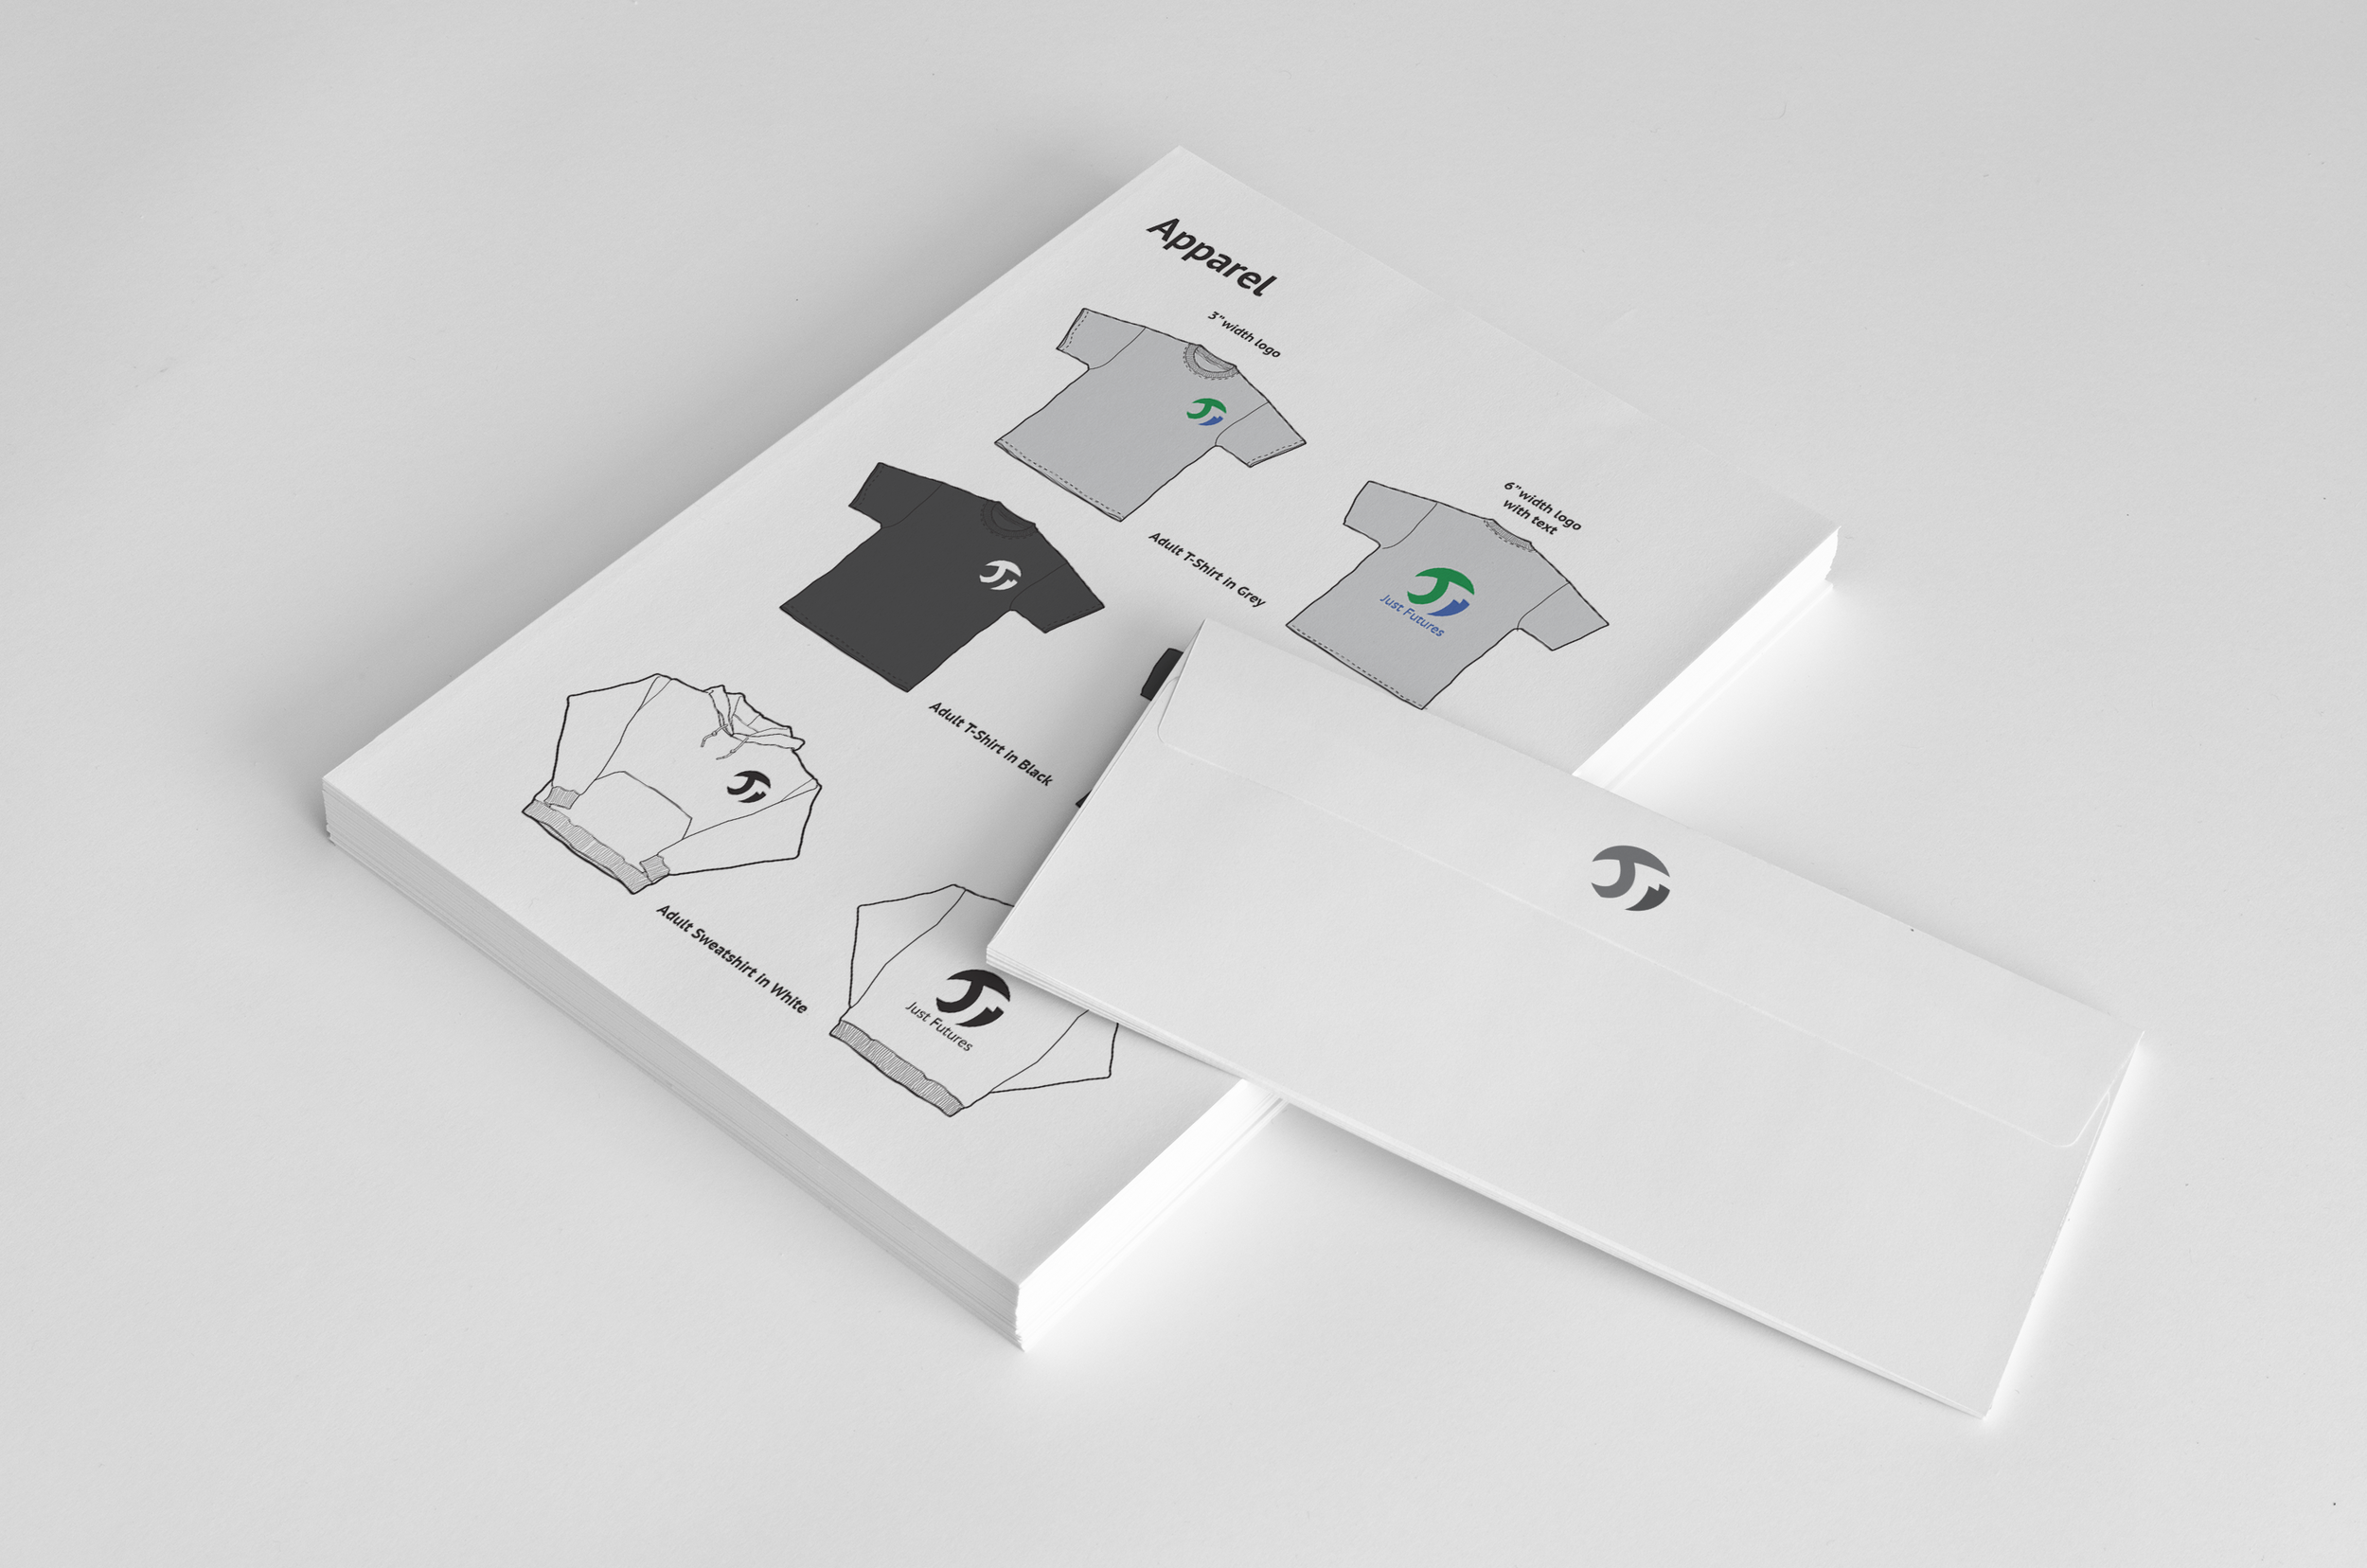 Apparel
3"width logo
6"width logo
with text
Just Futures
Adult T-Shirt in Grey
Adult T-Shirt in Black
Adult Sweatshirt in White
Just Futures